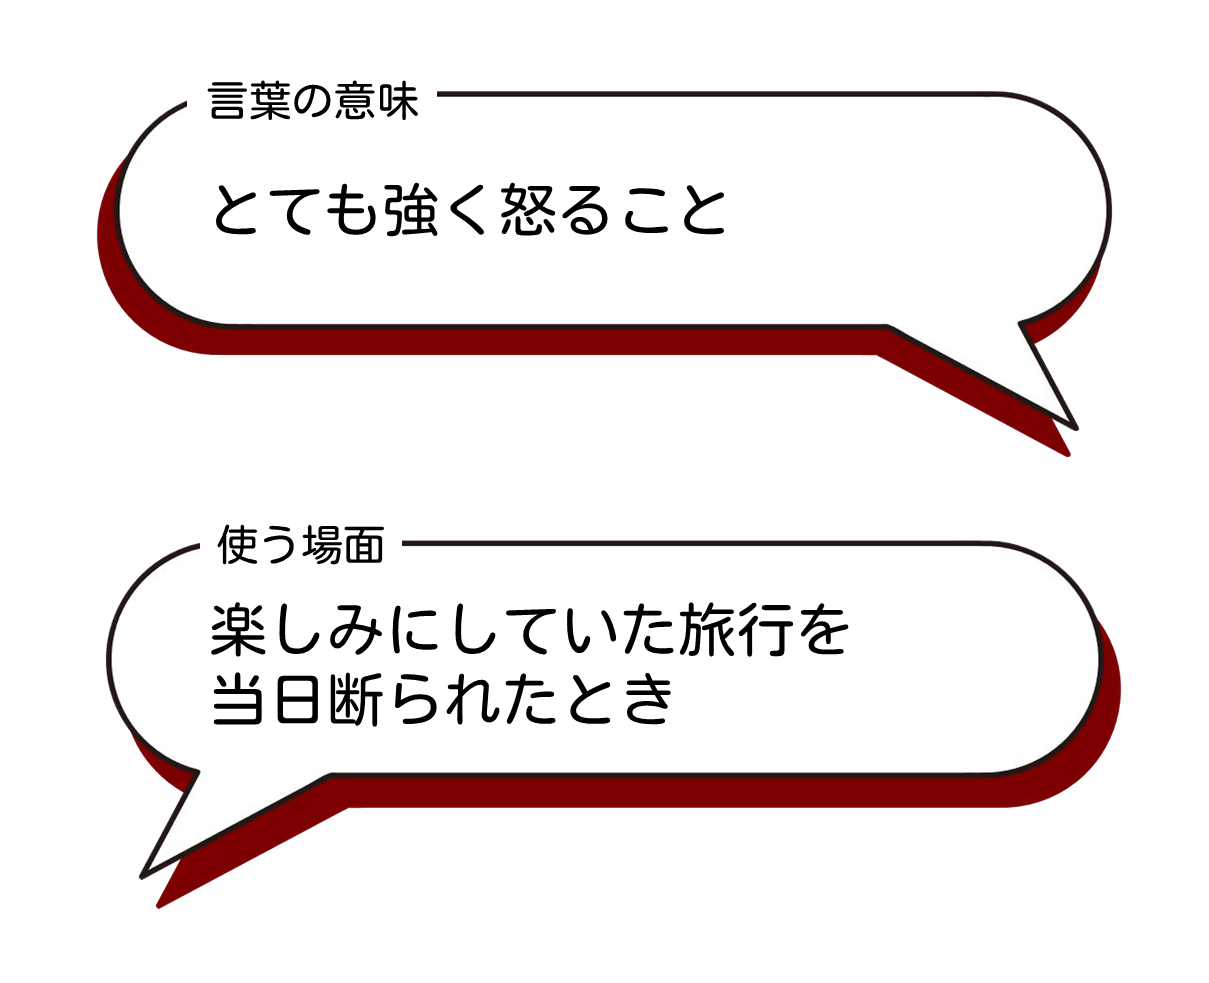 言葉の意味
とても強く怒ること
使う場面
楽しみにしていた旅行を
当日断られたとき